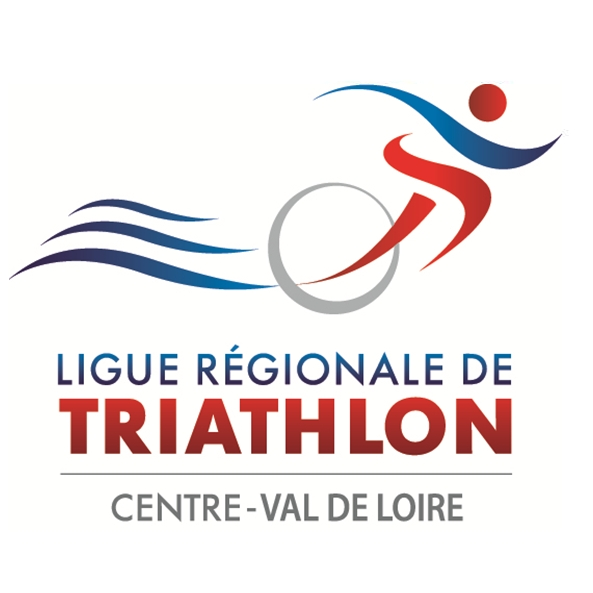 LIGUE RÉGIONALE DE
TRIATHLON
CENTRE-VAL DE LOIRE